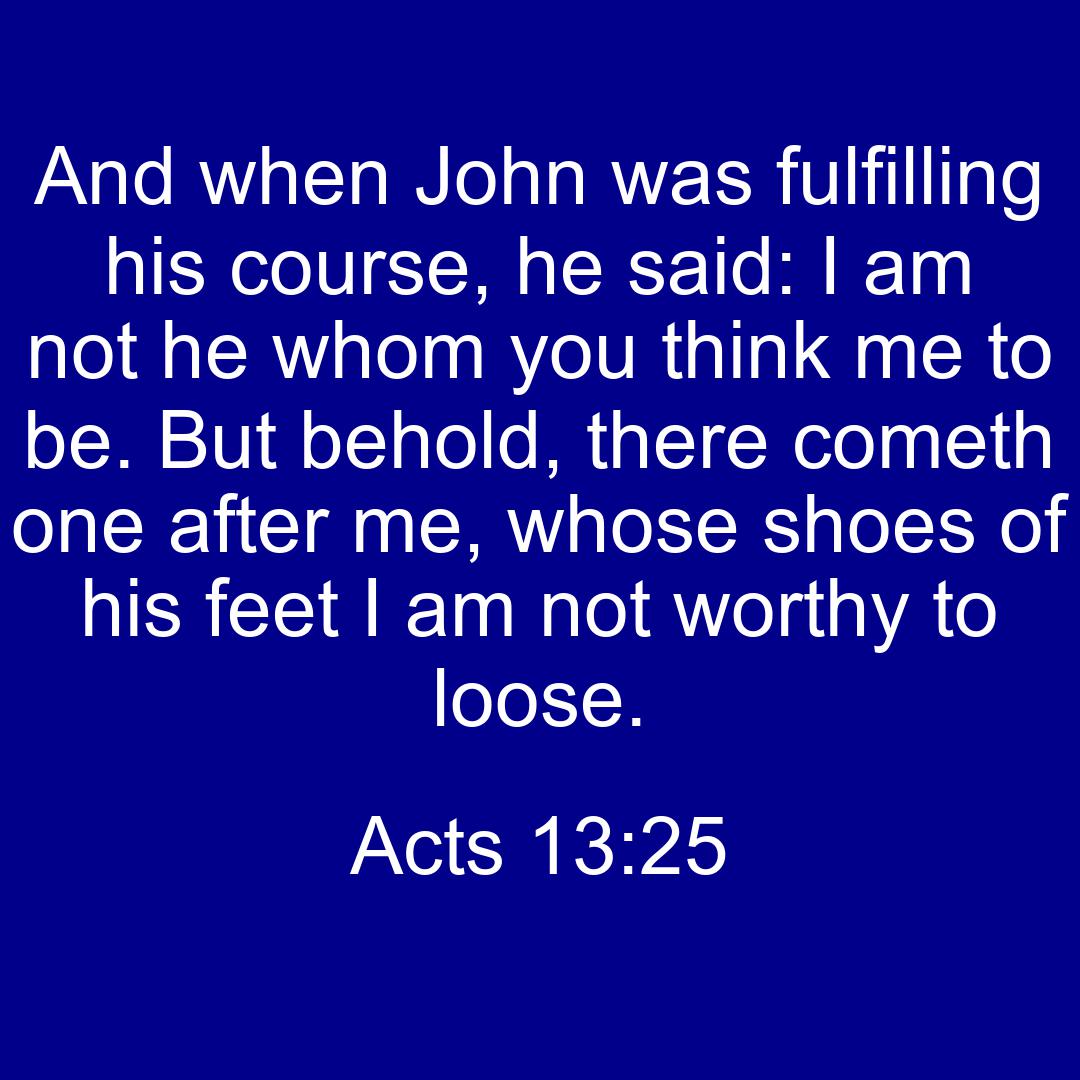 And when John was fulfilling
his course, he said: I am
not he whom you think me to
be. But behold, there cometh
one after me, whose shoes of
his feet I am not worthy to
loose.
Acts 13:25